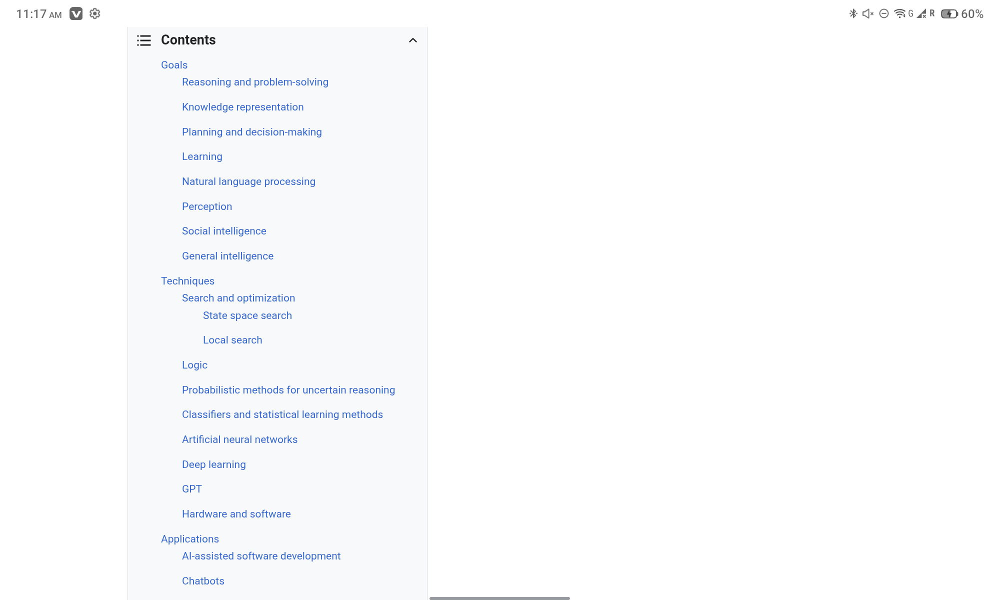 11:17 AM
G R 60%
Contents
Goals
Reasoning and problem-solving
Knowledge representation
Planning and decision-making
Learning
Natural language processing
Perception
Social intelligence
General intelligence
Techniques
Search and optimization
State space search
Local search
Logic
Probabilistic methods for uncertain reasoning
Classifiers and statistical learning methods
Artificial neural networks
Deep learning
GPT
Hardware and software
Applications
AI-assisted software development
Chatbots